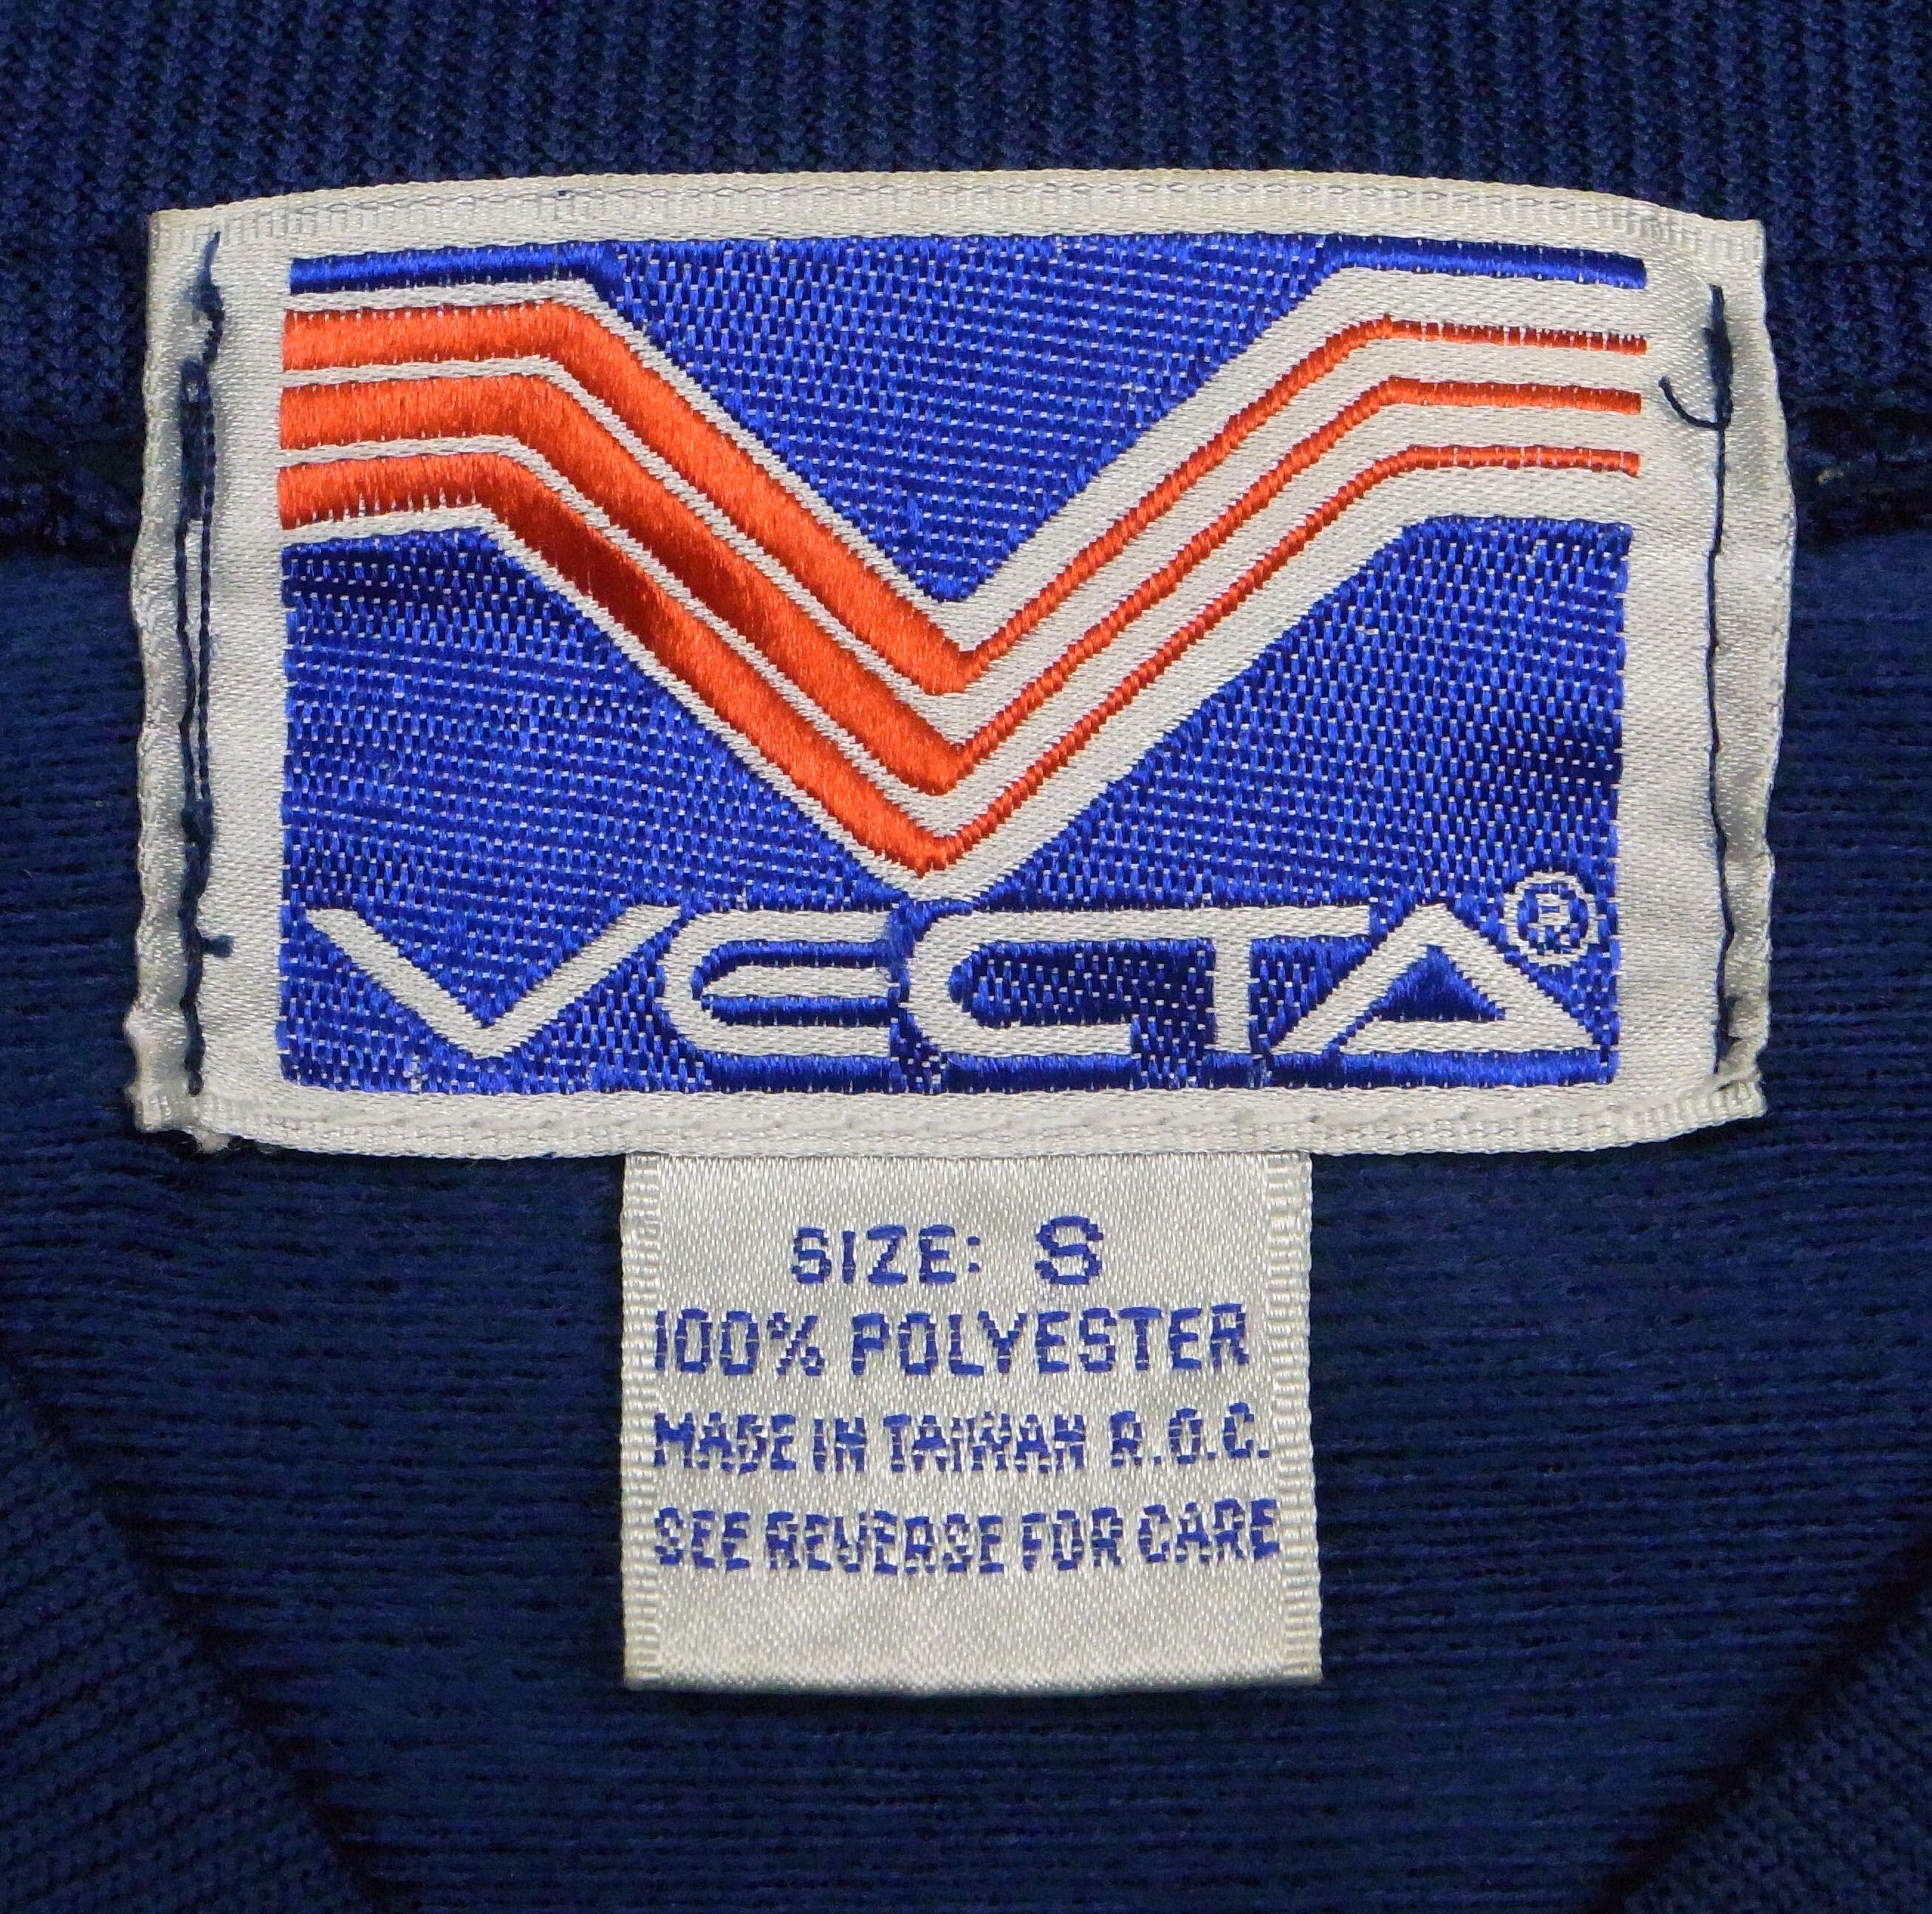 VECTA®
SIZE: S
100% POLYESTER
MADE IN TAIWAN R.O.C.
SEE REVERSE FOR CARE